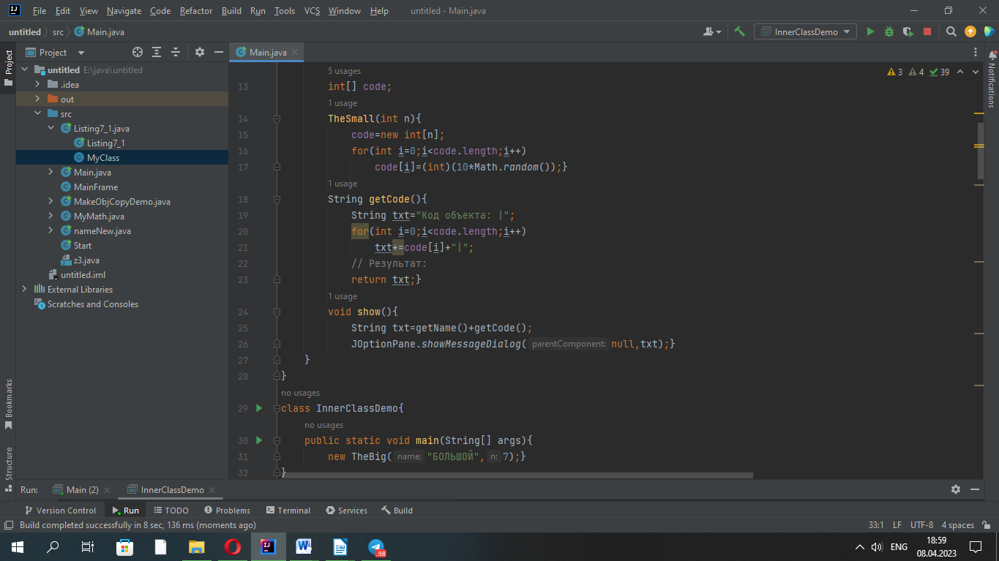 File Edit View Navigate Code Refactor Build Run Tools VCS Window Help untitled - Main.java
untitled src Main.java InnerClassDemo
Project Main.java
untitled E:\java\untitled
.idea
out
src
Listing7_1.java
Listing7_1
MyClass
Main.java
MainFrame
MakeObjCopyDemo.java
MyMath.java
nameNew.java
Start
z3.java
untitled.iml
External Libraries
Scratches and Consoles
Project
Bookmarks
Structure
Notifications
3 4 39
5 usages
13 int[] code;
1 usage
14 TheSmall(int n){
15 code=new int[n];
16 for(int i=0;i<code.length;i++)
17 code[i]=(int)(10*Math.random());}
1 usage
18 String getCode(){
19 String txt="Код объекта: |";
20 for(int i=0;i<code.length;i++)
21 txt+=code[i]+"|";
22 // Результат:
23 return txt;}
1 usage
24 void show(){
25 String txt=getName()+getCode();
26 JOptionPane.showMessageDialog( parentComponent: null,txt);}
27 }
28 }
no usages
29 class InnerClassDemo{
no usages
30 public static void main(String[] args){
31 new TheBig( name: "БОЛЬШОЙ", n: 7);}
32 }
Run: Main (2) InnerClassDemo
Version Control Run TODO Problems Terminal Services Build
Build completed successfully in 8 sec, 136 ms (moments ago) 33:1 LF UTF-8 4 spaces
98 ENG 18:59
08.04.2023